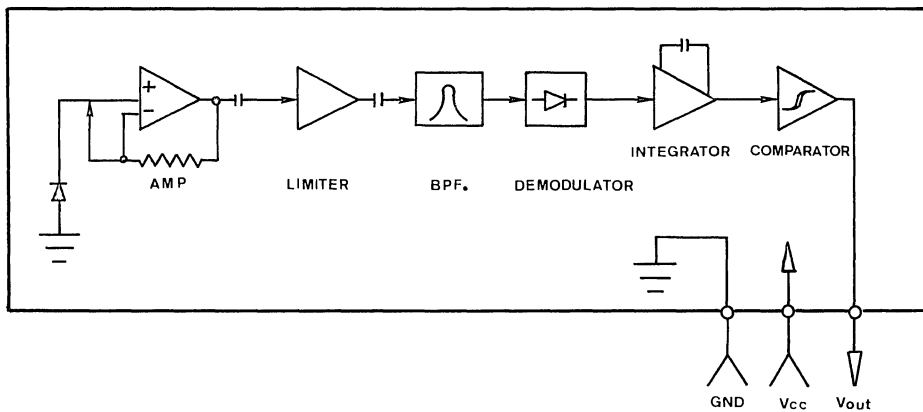 +
−
AMP
LIMITER
BPF.
DEMODULATOR
INTEGRATOR
COMPARATOR
GND
Vcc
Vout